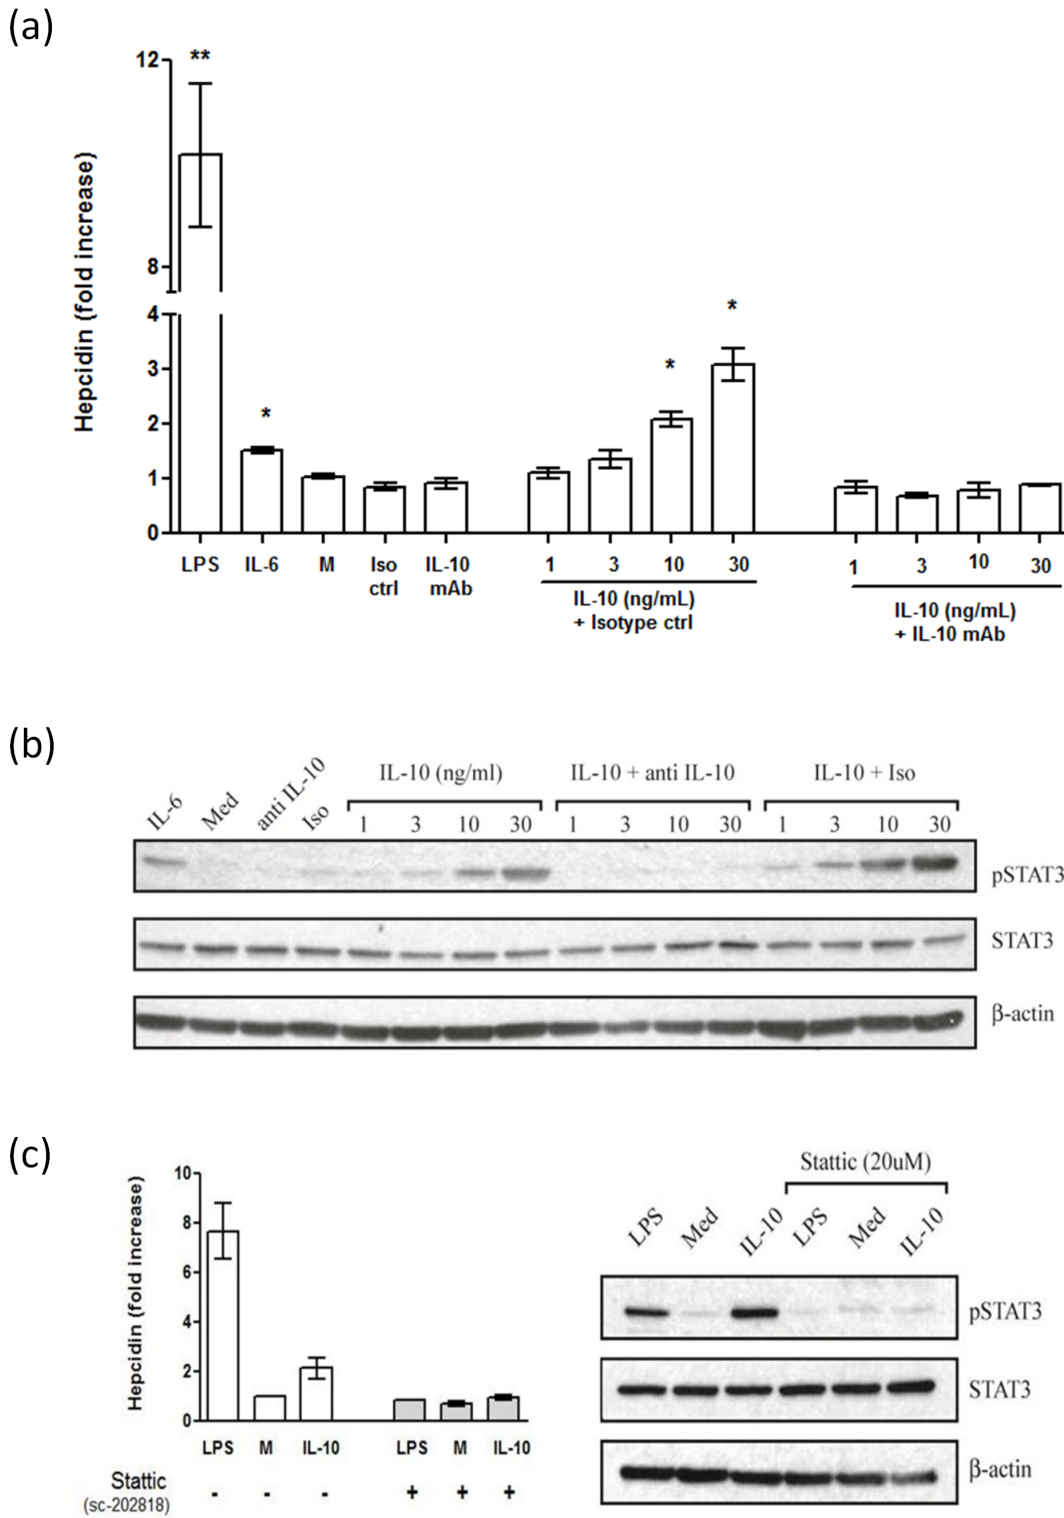 (a)
12
8
4
3
2
1
0
Hepcidin (fold increase)
**
*
*
*
LPS IL-6 M Iso ctrl IL-10 mAb 1 3 10 30 1 3 10 30
IL-10 (ng/mL)
+ Isotype ctrl
IL-10 (ng/mL)
+ IL-10 mAb
(b)
IL-6 Med anti IL-10 Iso
IL-10 (ng/ml) IL-10 + anti IL-10 IL-10 + Iso
1 3 10 30 1 3 10 30 1 3 10 30
pSTAT3
STAT3
β-actin
(c)
10
8
6
4
2
0
Hepcidin (fold increase)
LPS M IL-10 LPS M IL-10
Stattic - - - + + +
(sc-202818)
Stattic (20uM)
LPS Med IL-10 LPS Med IL-10
pSTAT3
STAT3
β-actin